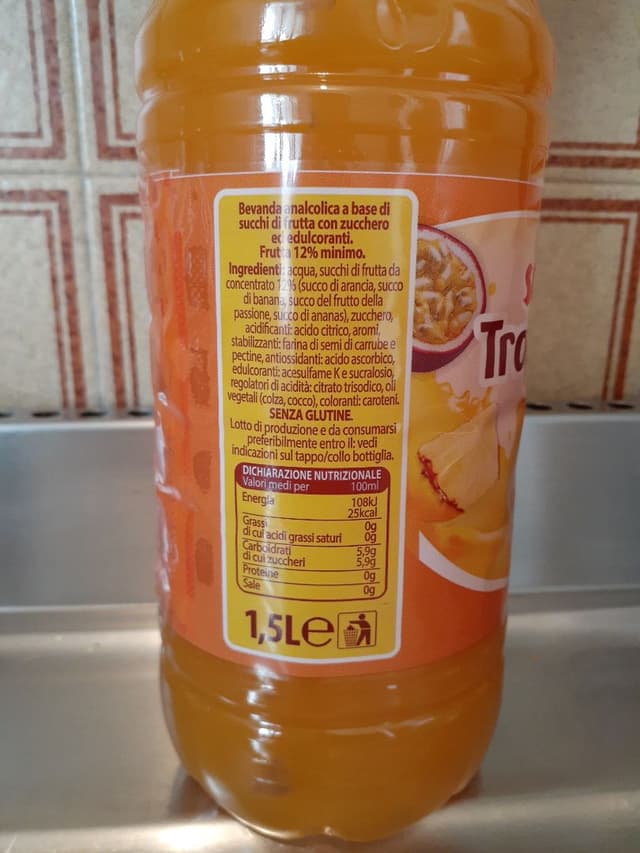 Bevanda analcolica a base di
succhi di frutta con zucchero
ed edulcoranti.
Frutta 12% minimo.
Ingredienti: acqua, succhi di frutta da
concentrato 12% (succo di arancia, succo
di banana, succo del frutto della
passione, succo di ananas), zucchero,
acidificanti: acido citrico, aromi,
stabilizzanti: farina di semi di carrube e
pectine, antiossidanti: acido ascorbico,
edulcoranti: acesulfame K e sucralosio,
regolatori di acidità: citrato trisodico, oli
vegetali (colza, cocco), coloranti: caroteni.
SENZA GLUTINE.
Lotto di produzione e da consumarsi
preferibilmente entro il: vedi
indicazioni sul tappo/collo bottiglia.
DICHIARAZIONE NUTRIZIONALE
Valori medi per 100ml
Energia 108kJ
25kcal
Grassi 0g
di cui acidi grassi saturi 0g
Carboidrati 5,9g
di cui zuccheri 5,9g
Proteine 0g
Sale 0g
1,5L e
Tro